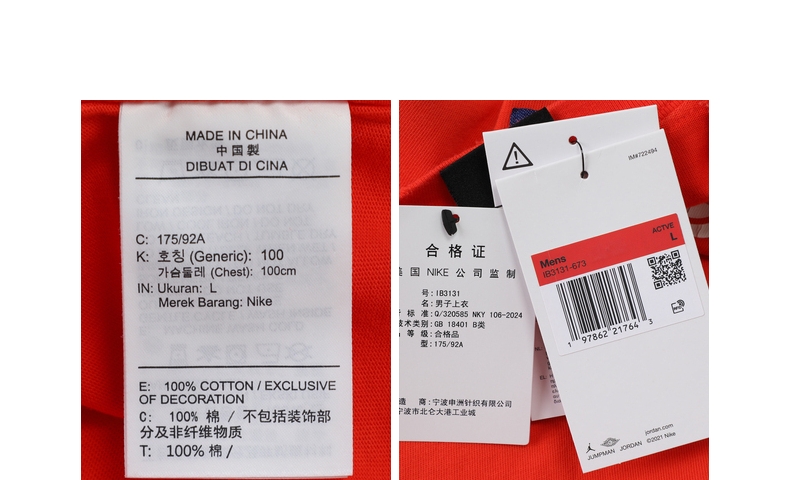 MADE IN CHINA
中国製
DIBUAT DI CINA
C: 175/92A
K: 호칭 (Generic): 100
가슴둘레 (Chest): 100cm
IN: Ukuran: L
Merek Barang: Nike
E: 100% COTTON / EXCLUSIVE
OF DECORATION
C: 100% 棉 / 不包括装饰部
分及非纤维物质
T: 100% 棉 /
合格证
美国 NIKE 公司监制
号: IB3131
名: 男子上衣
标准: Q/320585 NKY 106-2024
技术类别: GB 18401 B类
等级: 合格品
型: 175/92A
造商: 宁波申洲针织有限公司
宁波市北仑大港工业城
IM#722494
ACTVE
Mens
L
IB3131-673
1 97862 21764 3
jordan.com
JUMPMAN JORDAN ©2021 Nike